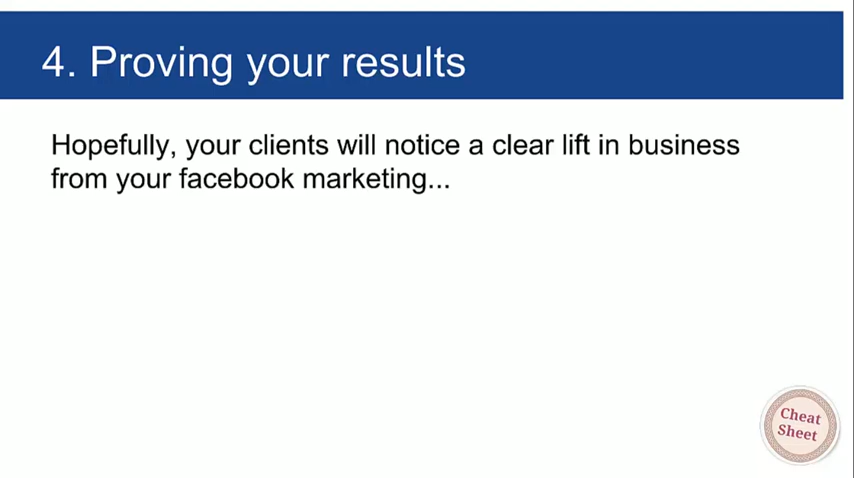 4. Proving your results
Hopefully, your clients will notice a clear lift in business
from your facebook marketing...
Cheat
Sheet